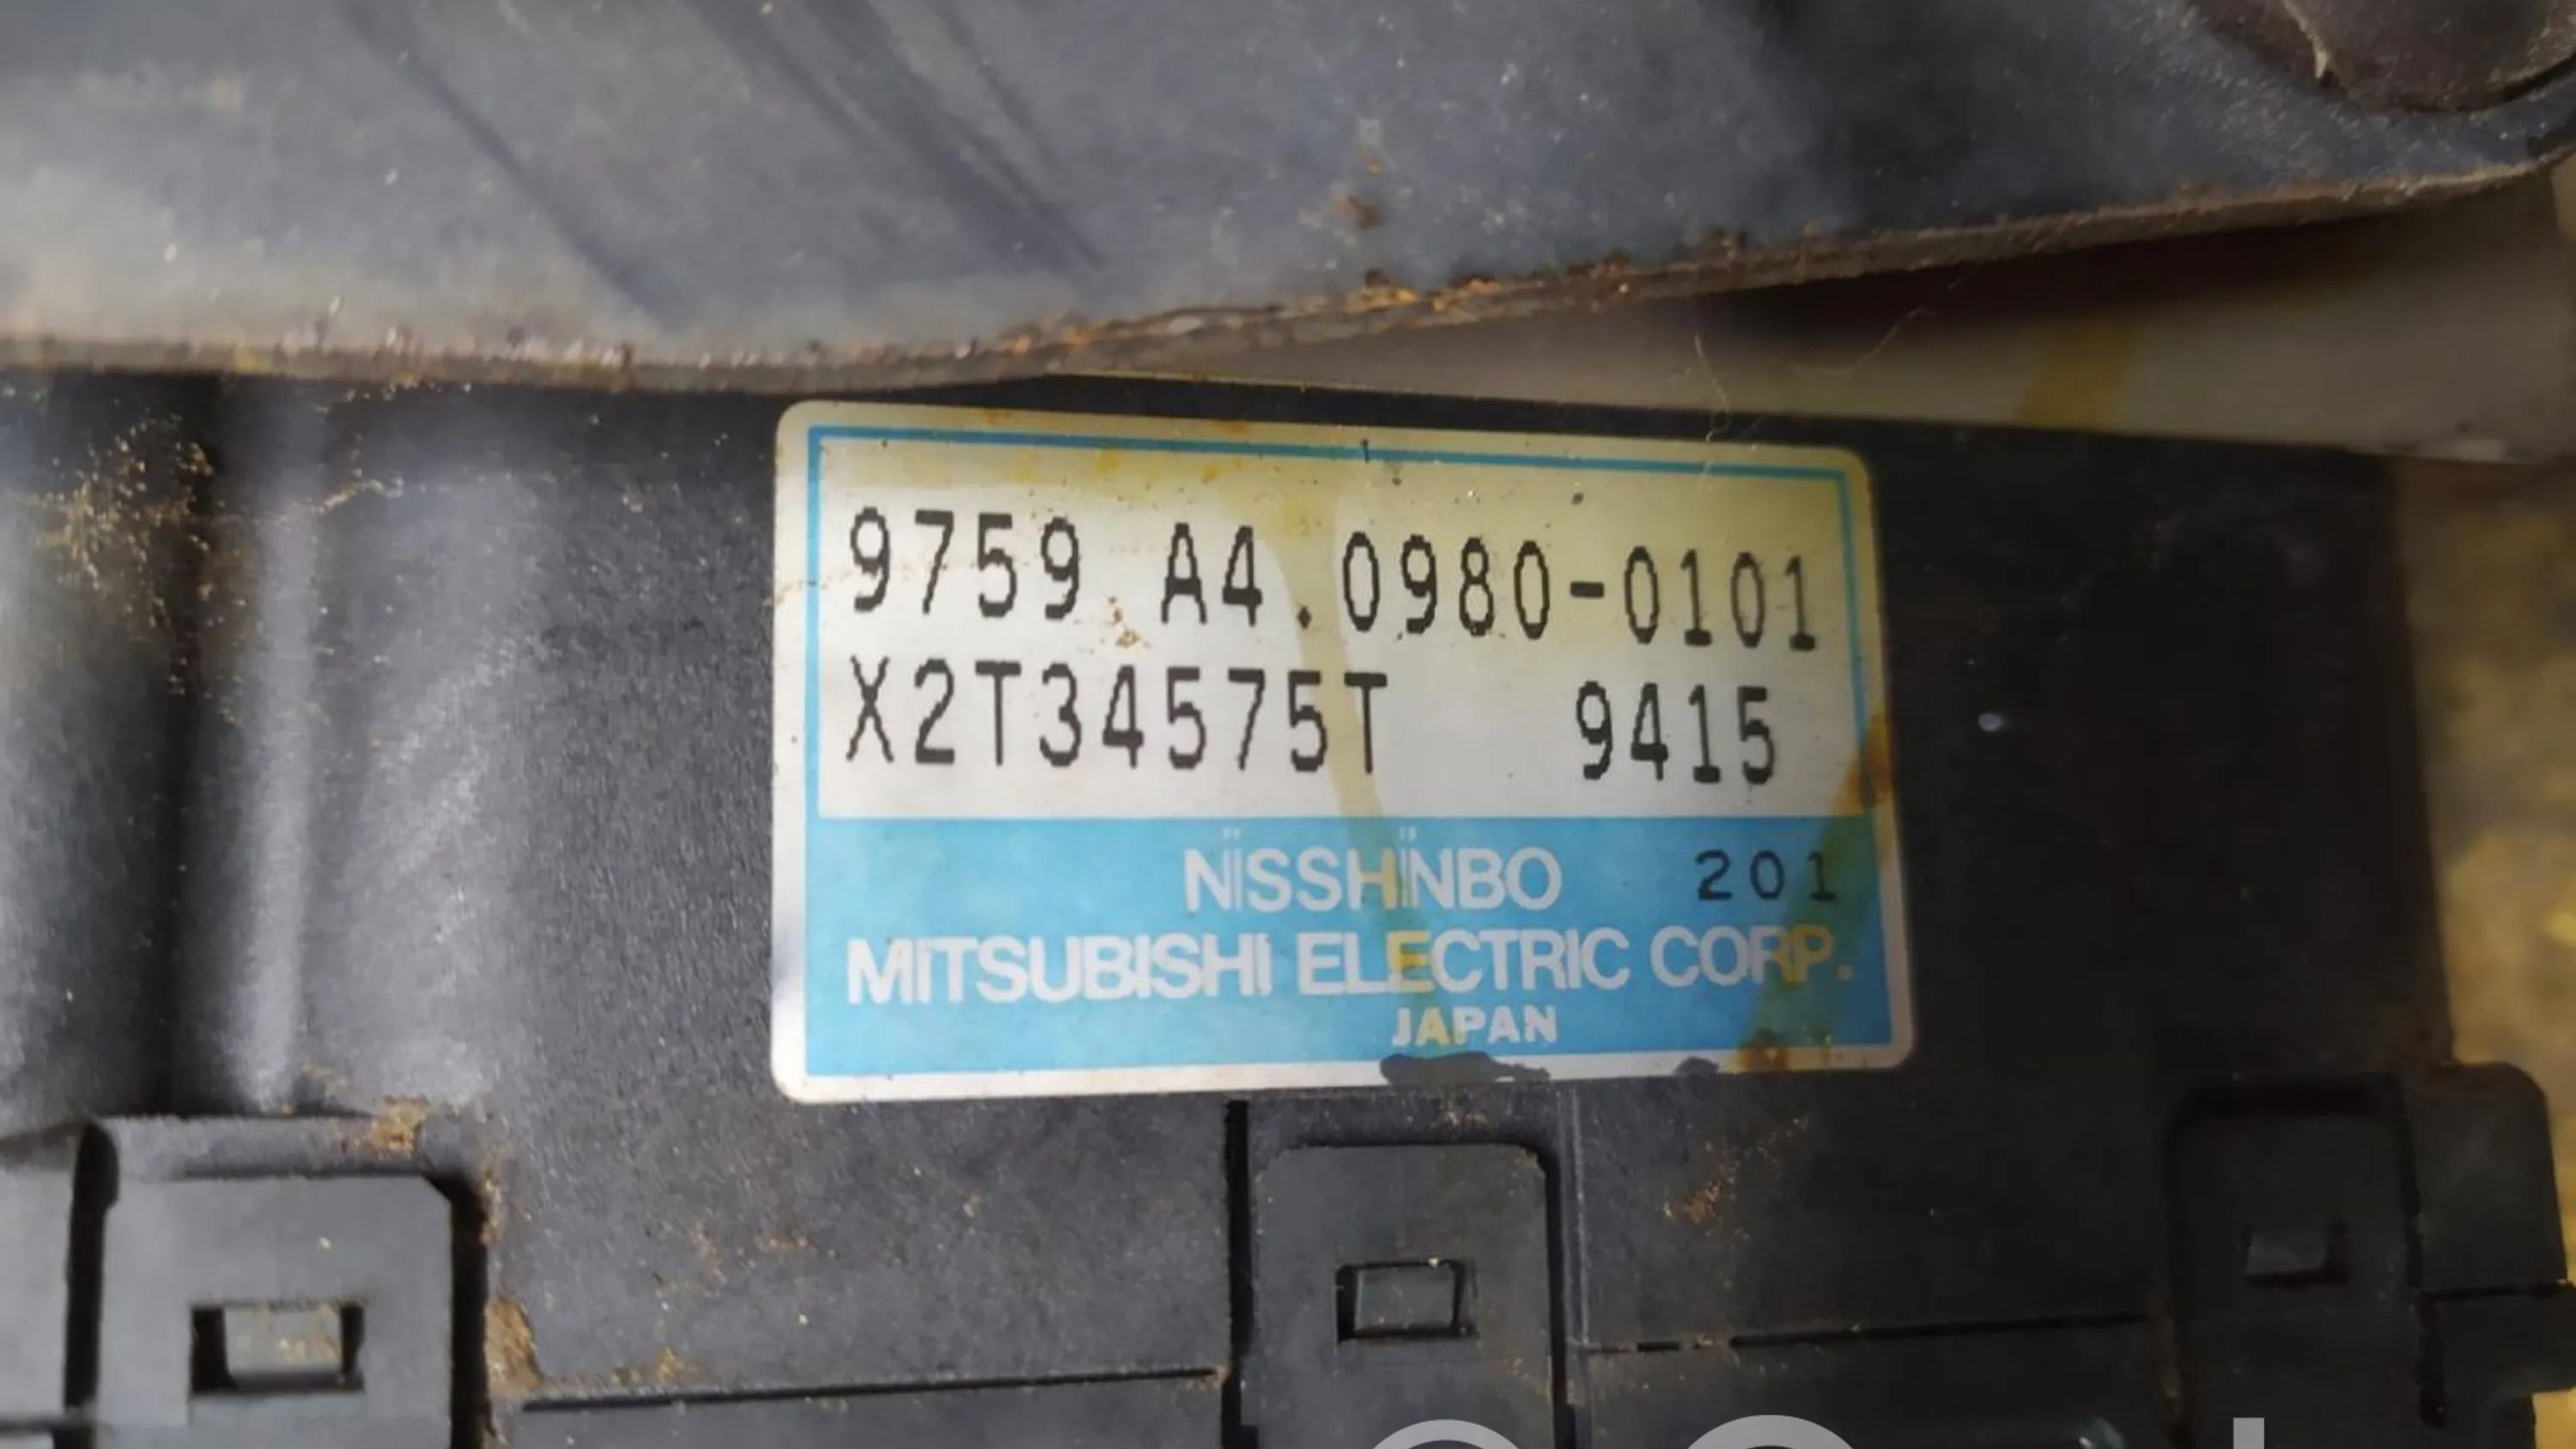 9759 A4.0980-0101
X2T34575T 9415
NISSHINBO 201
MITSUBISHI ELECTRIC CORP.
JAPAN